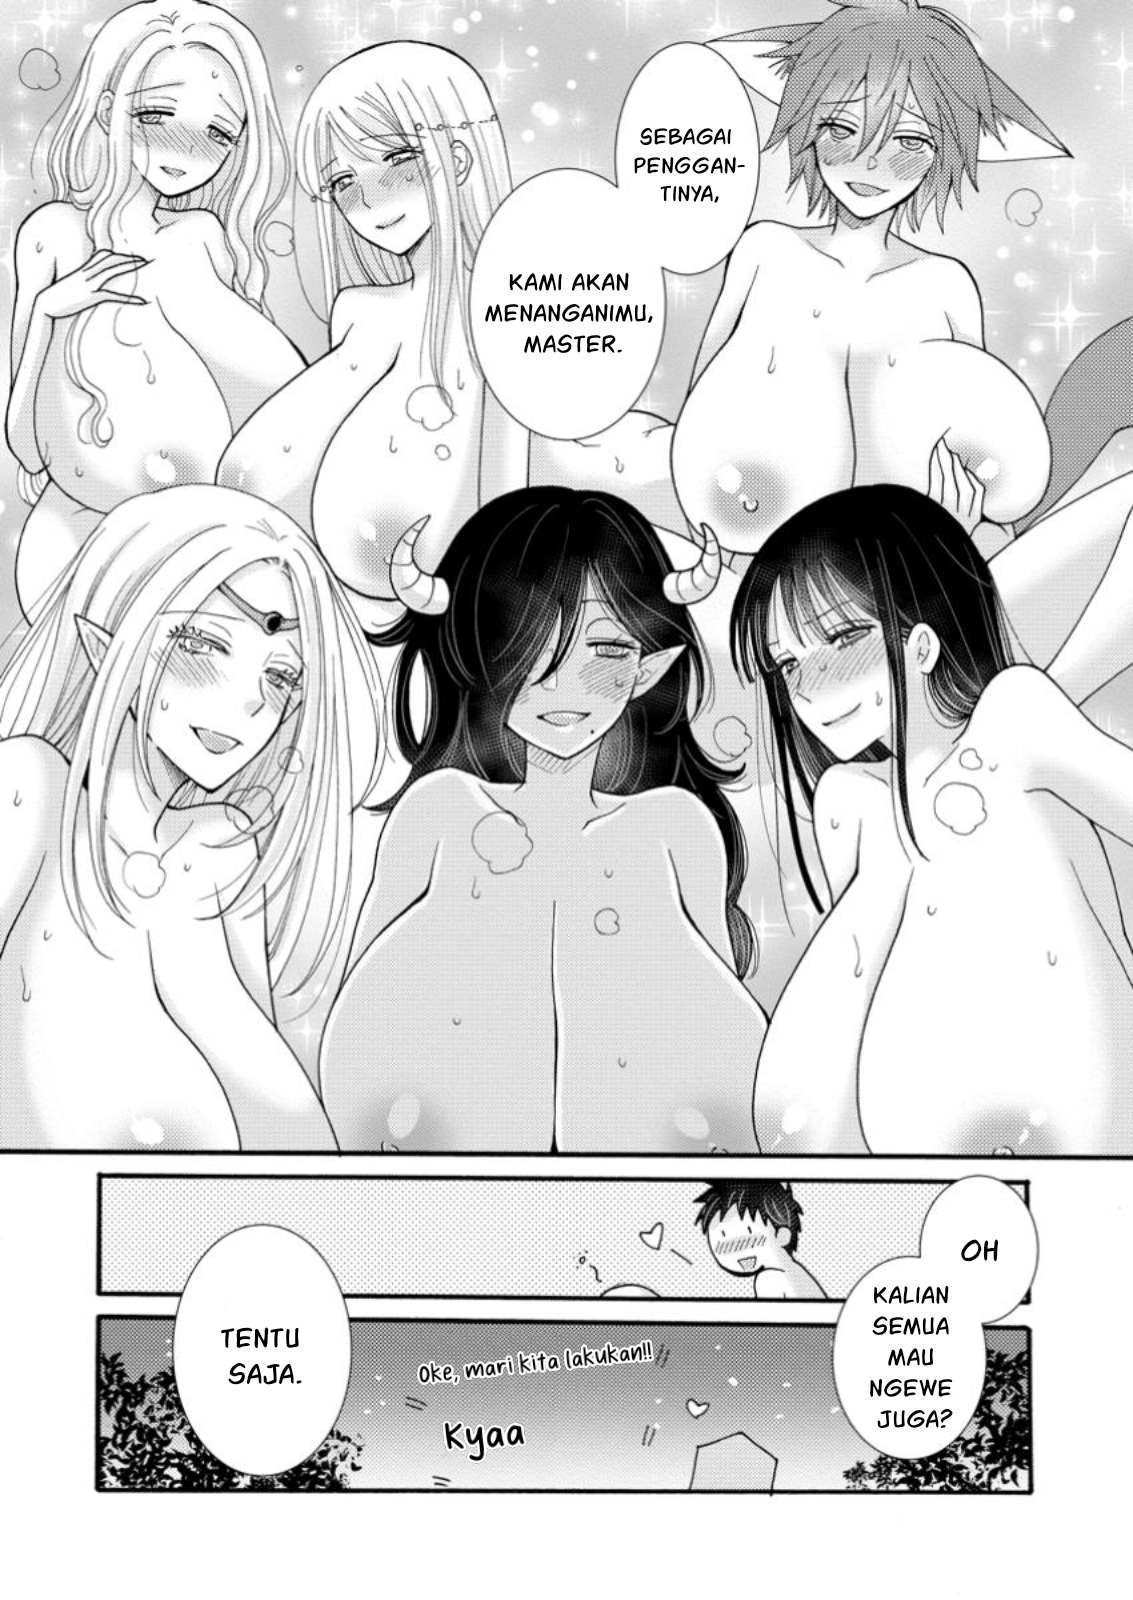 SEBAGAI
PENGGAN-
TINYA,
KAMI AKAN
MENANGANIMU,
MASTER.
OH
KALIAN
SEMUA
MAU
NGEWE
JUGA?
TENTU
SAJA.
Oke, mari kita lakukan!!
Kyaa